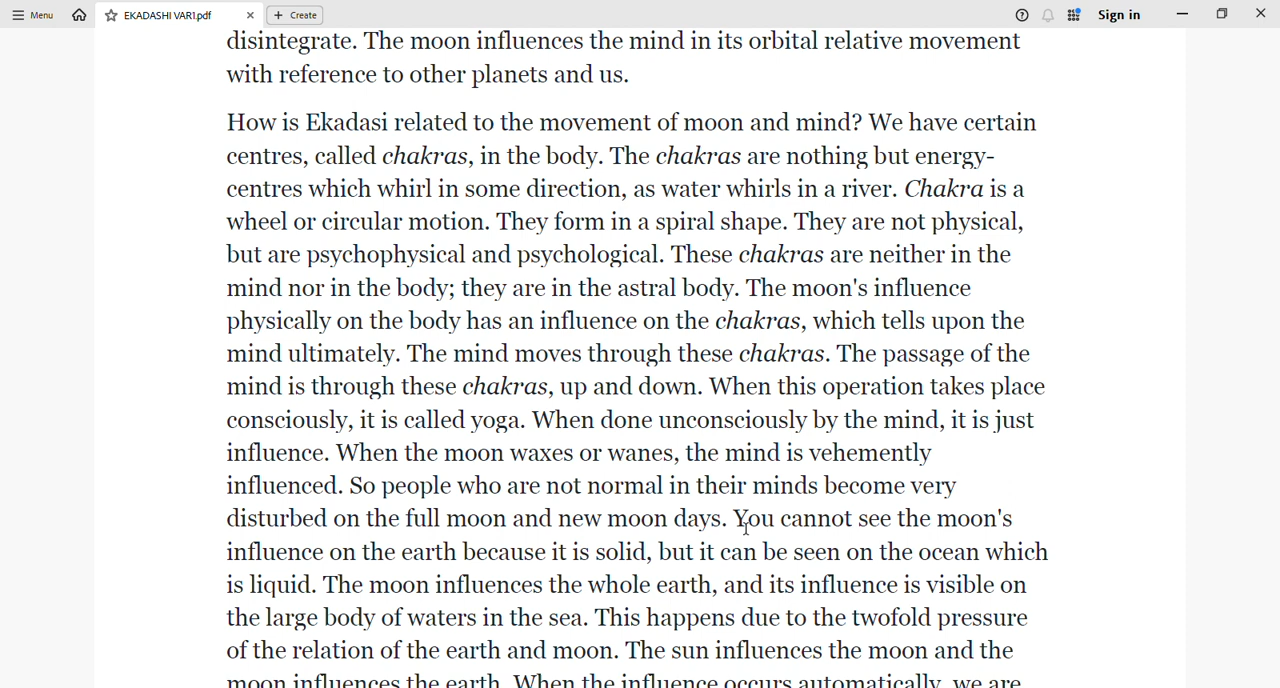 Menu
EKADASHI VAR1.pdf
+ Create
Sign in
disintegrate. The moon influences the mind in its orbital relative movement
with reference to other planets and us.
How is Ekadasi related to the movement of moon and mind? We have certain
centres, called chakras, in the body. The chakras are nothing but energy-
centres which whirl in some direction, as water whirls in a river. Chakra is a
wheel or circular motion. They form in a spiral shape. They are not physical,
but are psychophysical and psychological. These chakras are neither in the
mind nor in the body; they are in the astral body. The moon's influence
physically on the body has an influence on the chakras, which tells upon the
mind ultimately. The mind moves through these chakras. The passage of the
mind is through these chakras, up and down. When this operation takes place
consciously, it is called yoga. When done unconsciously by the mind, it is just
influence. When the moon waxes or wanes, the mind is vehemently
influenced. So people who are not normal in their minds become very
disturbed on the full moon and new moon days. You cannot see the moon's
influence on the earth because it is solid, but it can be seen on the ocean which
is liquid. The moon influences the whole earth, and its influence is visible on
the large body of waters in the sea. This happens due to the twofold pressure
of the relation of the earth and moon. The sun influences the moon and the
moon influences the earth. When the influence occurs automatically, we are